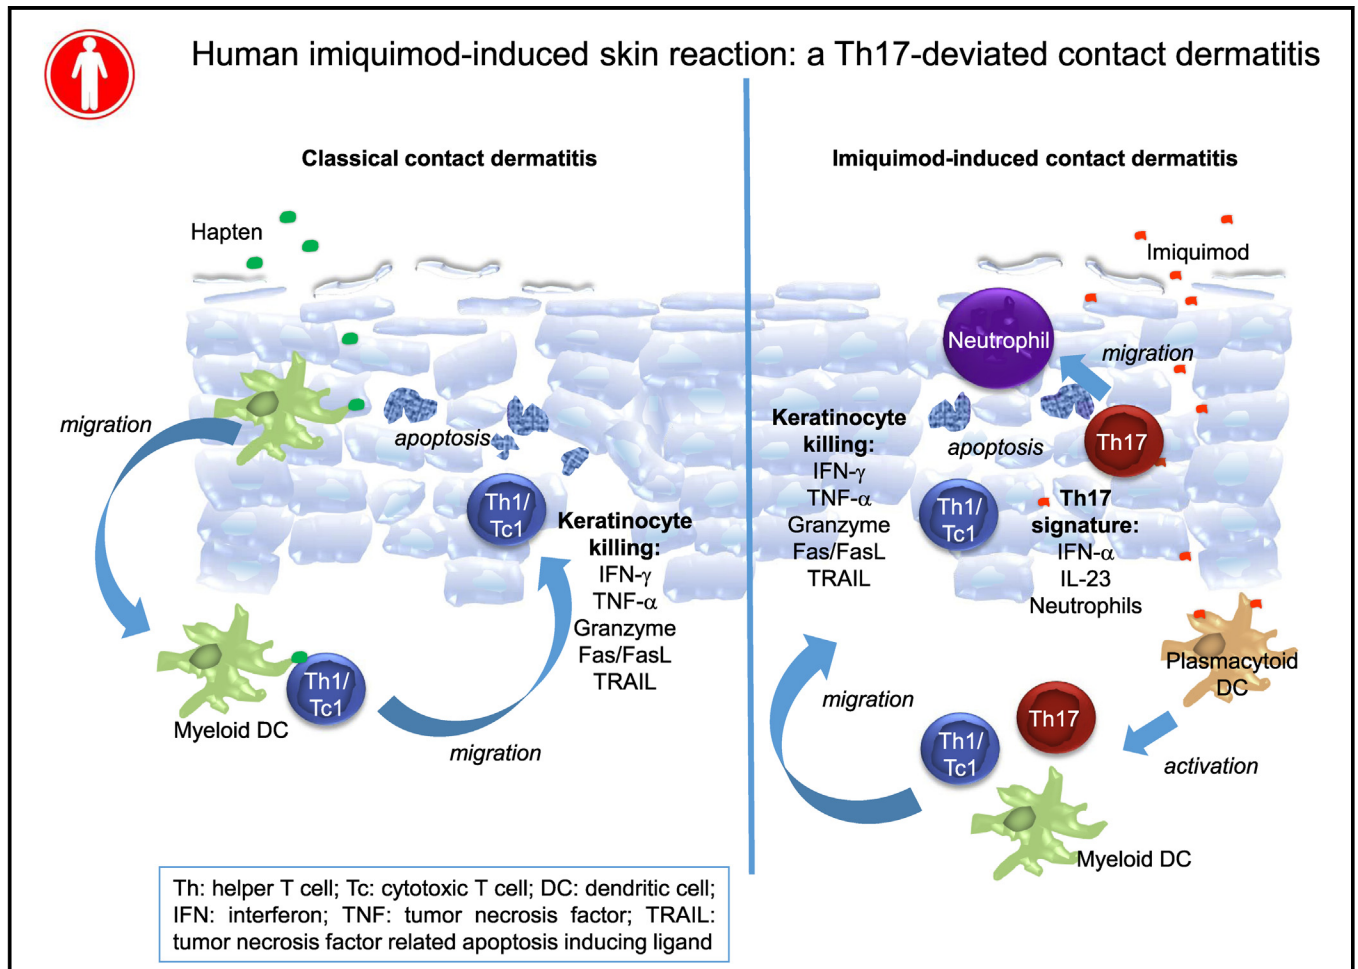 Human imiquimod-induced skin reaction: a Th17-deviated contact dermatitis
Classical contact dermatitis
Hapten
migration
apoptosis
Th1/
Tc1
Keratinocyte
killing:
IFN-γ
TNF-α
Granzyme
Fas/FasL
TRAIL
Th1/
Tc1
Myeloid DC
migration
Imiquimod-induced contact dermatitis
Imiquimod
Neutrophil
migration
Keratinocyte
killing:
IFN-γ
TNF-α
Granzyme
Fas/FasL
TRAIL
apoptosis
Th17
Th1/
Tc1
Th17
signature:
IFN-α
IL-23
Neutrophils
Plasmacytoid
DC
migration
Th17
Th1/
Tc1
activation
Myeloid DC
Th: helper T cell; Tc: cytotoxic T cell; DC: dendritic cell;
IFN: interferon; TNF: tumor necrosis factor; TRAIL:
tumor necrosis factor related apoptosis inducing ligand